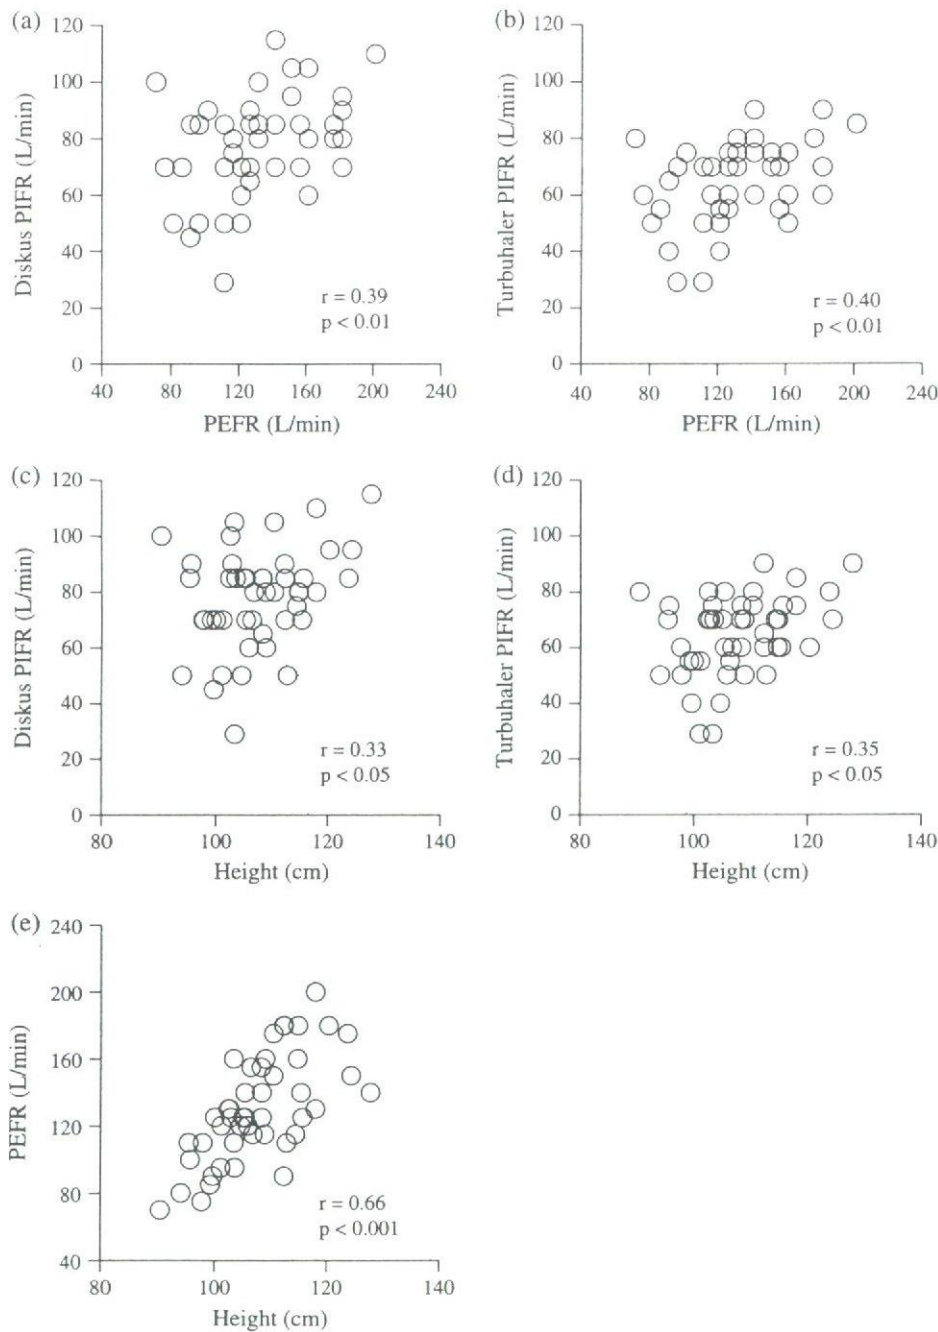 (a)
120
100
80
60
40
20
0
Diskus PIFR (L/min)
40 80 120 160 200 240
PEFR (L/min)
r = 0.39
p < 0.01
(b)
120
100
80
60
40
20
0
Turbuhaler PIFR (L/min)
40 80 120 160 200 240
PEFR (L/min)
r = 0.40
p < 0.01
(c)
120
100
80
60
40
20
0
Diskus PIFR (L/min)
80 100 120 140
Height (cm)
r = 0.33
p < 0.05
(d)
120
100
80
60
40
20
0
Turbuhaler PIFR (L/min)
80 100 120 140
Height (cm)
r = 0.35
p < 0.05
(e)
240
200
160
120
80
40
PEFR (L/min)
80 100 120 140
Height (cm)
r = 0.66
p < 0.001